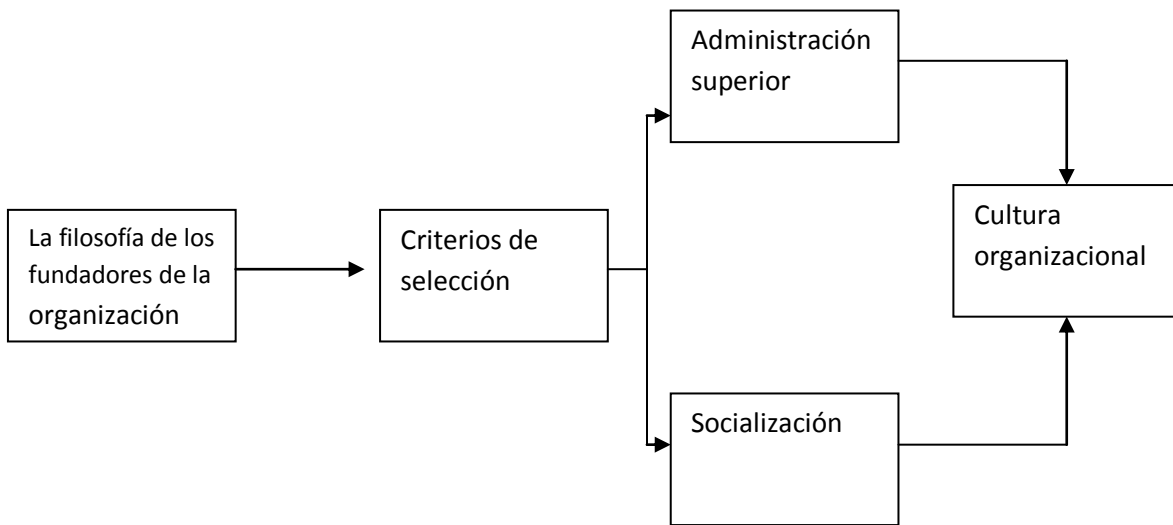 La filosofía de los
fundadores de la
organización
Criterios de
selección
Administración
superior
Socialización
Cultura
organizacional